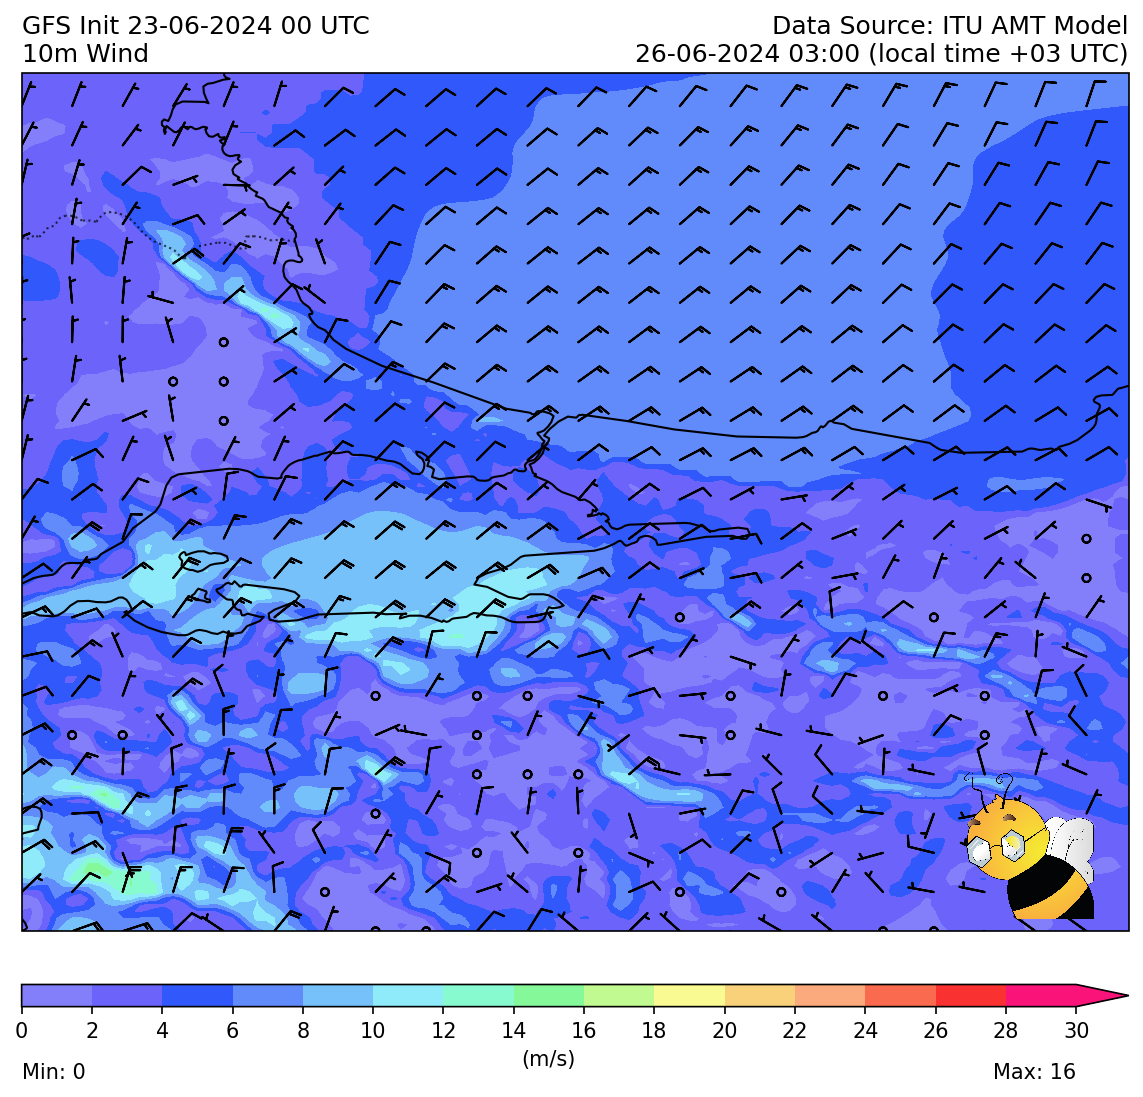 GFS Init 23-06-2024 00 UTC
Data Source: ITU AMT Model
10m Wind
26-06-2024 03:00 (local time +03 UTC)
0 2 4 6 8 10 12 14 16 18 20 22 24 26 28 30
(m/s)
Min: 0
Max: 16